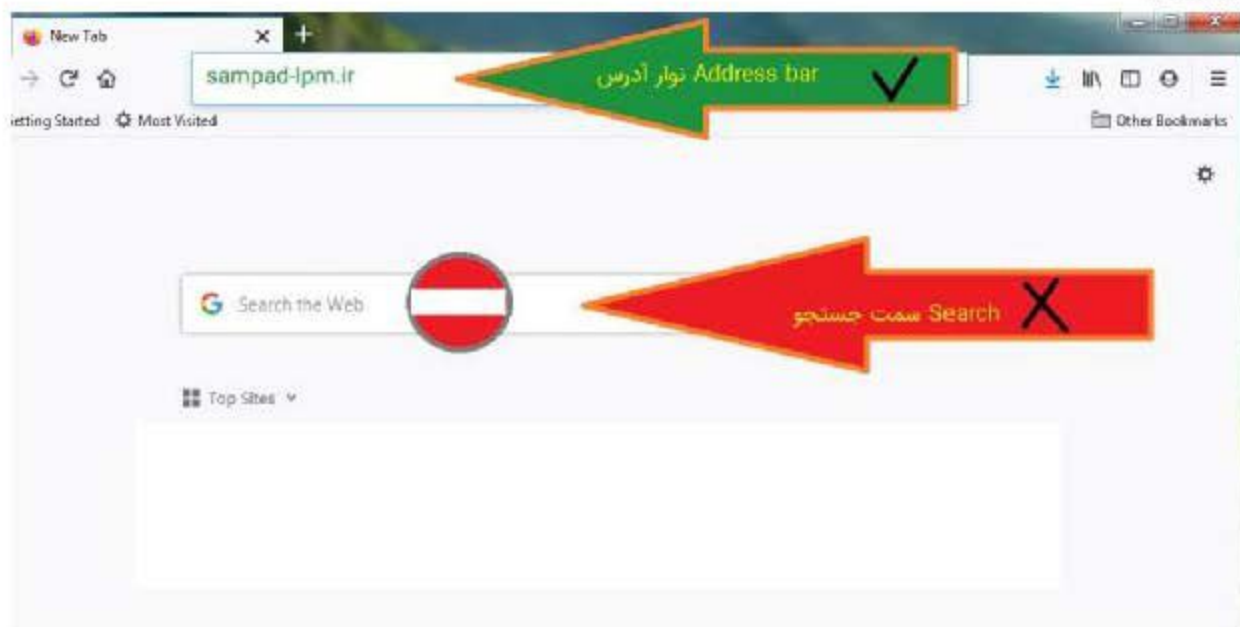 New Tab
sampad-lpm.ir
Address bar نوار آدرس
etting Started Most Visited Other Bookmarks
Search the Web
Search سمت جستجو
Top Sites